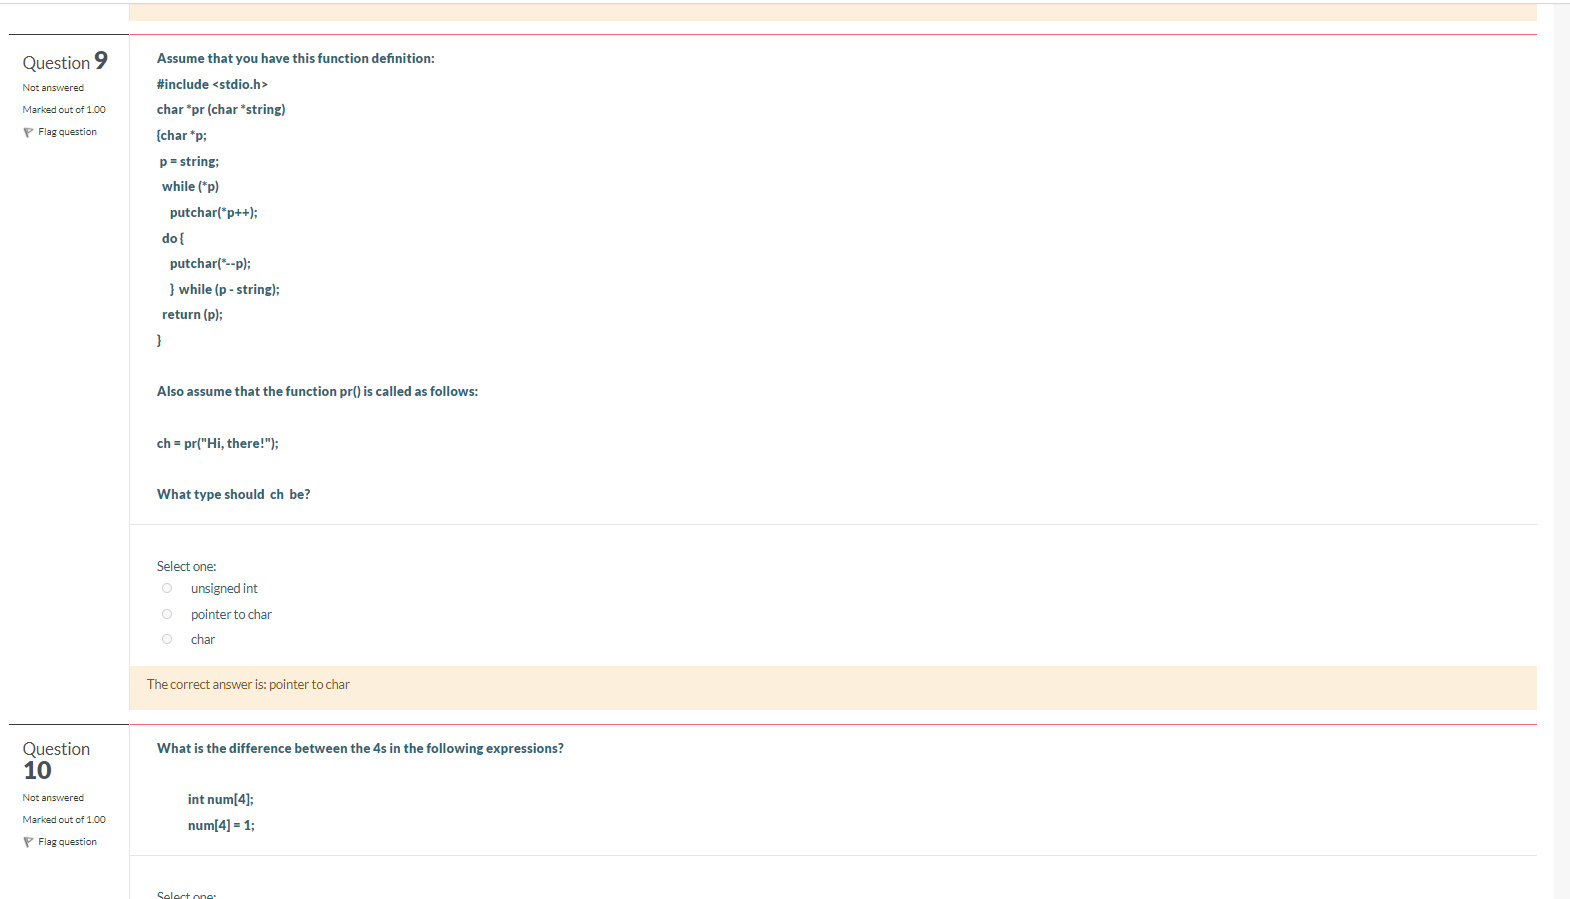 Question 9
Not answered
Marked out of 1.00
Flag question
Assume that you have this function definition:
#include <stdio.h>
char *pr (char *string)
{char *p;
p = string;
while (*p)
putchar(*p++);
do {
putchar(*--p);
} while (p - string);
return (p);
}
Also assume that the function pr() is called as follows:
ch = pr("Hi, there!");
What type should ch be?
Select one:
unsigned int
pointer to char
char
The correct answer is: pointer to char
Question
10
Not answered
Marked out of 1.00
Flag question
What is the difference between the 4s in the following expressions?
int num[4];
num[4] = 1;
Select one: